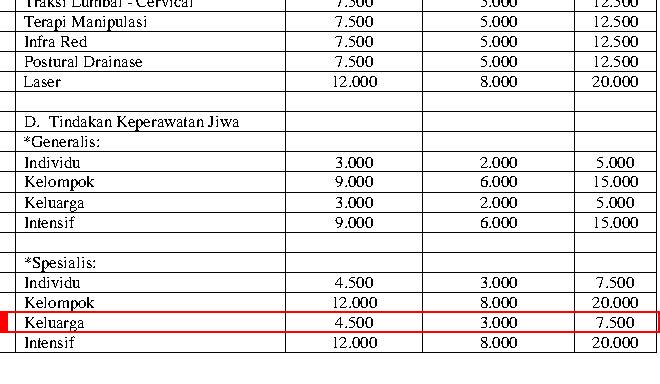 Traksi Lumbal - Cervical 7.500 5.000 12.500
Terapi Manipulasi 7.500 5.000 12.500
Infra Red 7.500 5.000 12.500
Postural Drainase 7.500 5.000 12.500
Laser 12.000 8.000 20.000
D. Tindakan Keperawatan Jiwa
*Generalis:
Individu 3.000 2.000 5.000
Kelompok 9.000 6.000 15.000
Keluarga 3.000 2.000 5.000
Intensif 9.000 6.000 15.000
*Spesialis:
Individu 4.500 3.000 7.500
Kelompok 12.000 8.000 20.000
Keluarga 4.500 3.000 7.500
Intensif 12.000 8.000 20.000